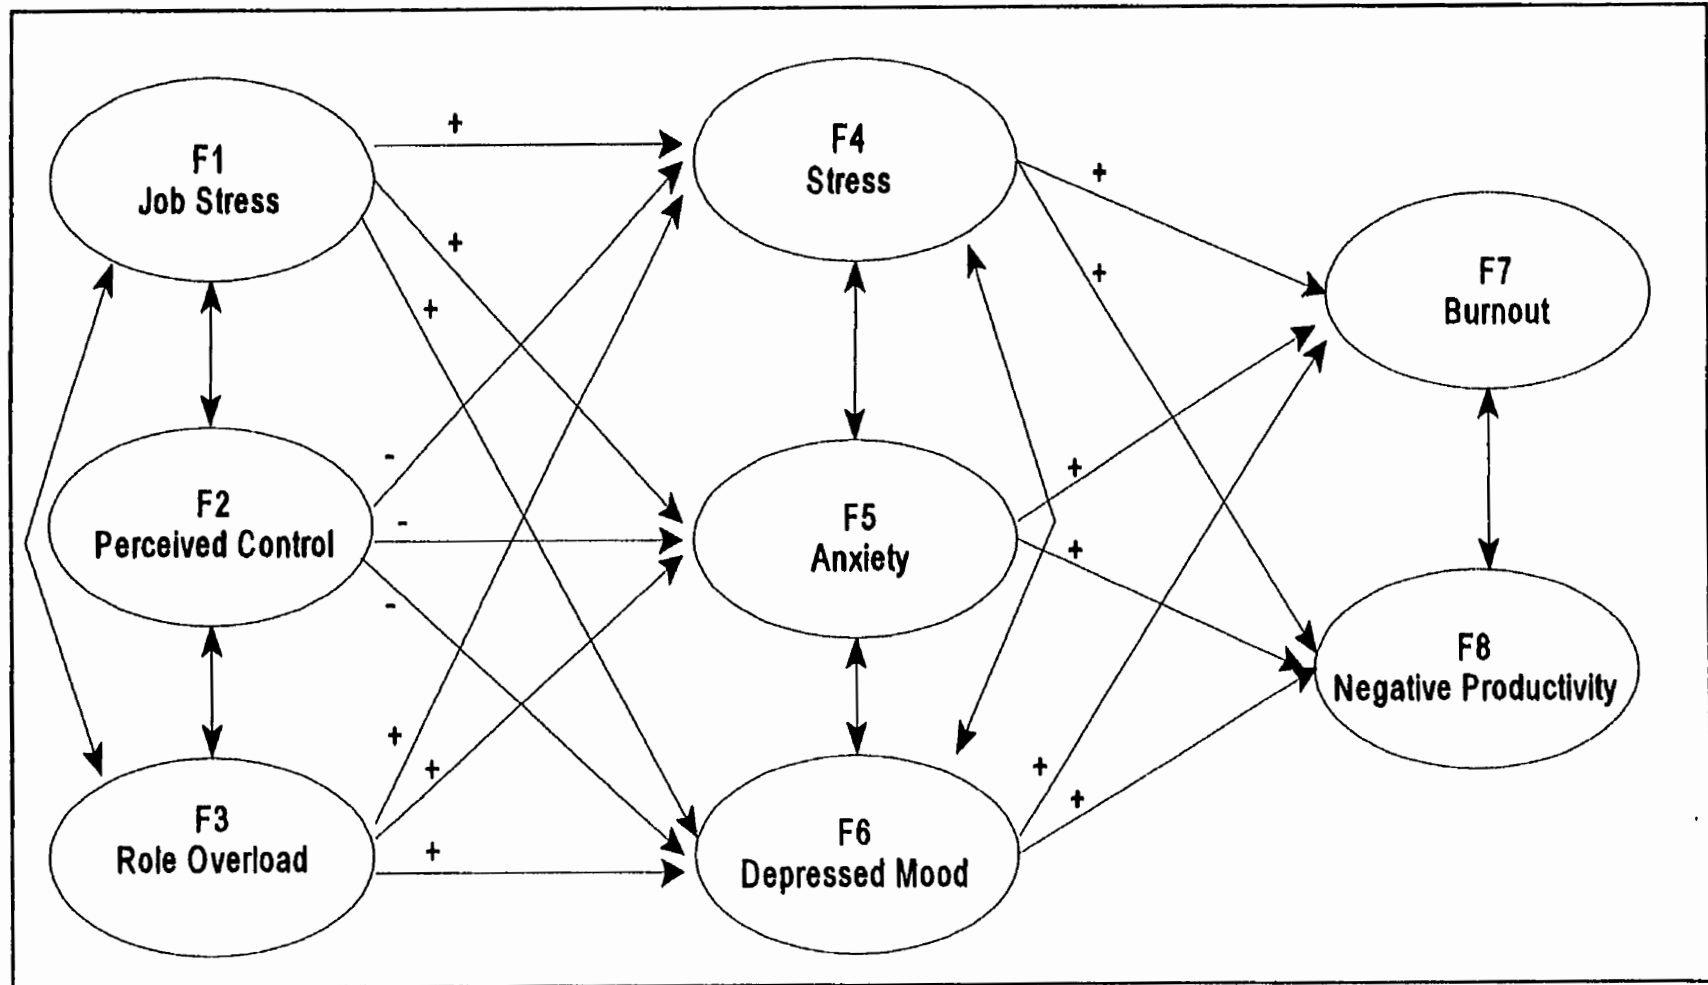 F1
Job Stress
F2
Perceived Control
F3
Role Overload
F4
Stress
F5
Anxiety
F6
Depressed Mood
F7
Burnout
F8
Negative Productivity
+
+
+
-
-
-
+
+
+
+
+
+
+
+
+